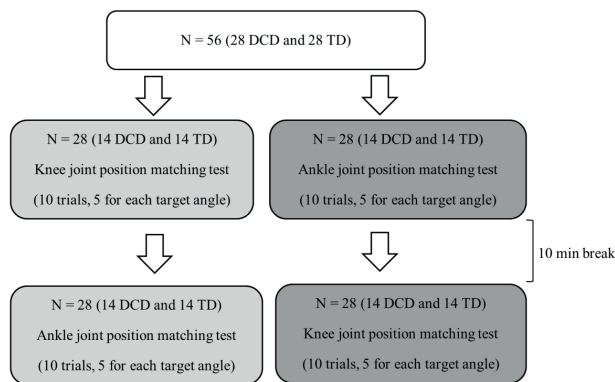 N = 56 (28 DCD and 28 TD)
N = 28 (14 DCD and 14 TD)
Knee joint position matching test
(10 trials, 5 for each target angle)
N = 28 (14 DCD and 14 TD)
Ankle joint position matching test
(10 trials, 5 for each target angle)
10 min break
N = 28 (14 DCD and 14 TD)
Ankle joint position matching test
(10 trials, 5 for each target angle)
N = 28 (14 DCD and 14 TD)
Knee joint position matching test
(10 trials, 5 for each target angle)